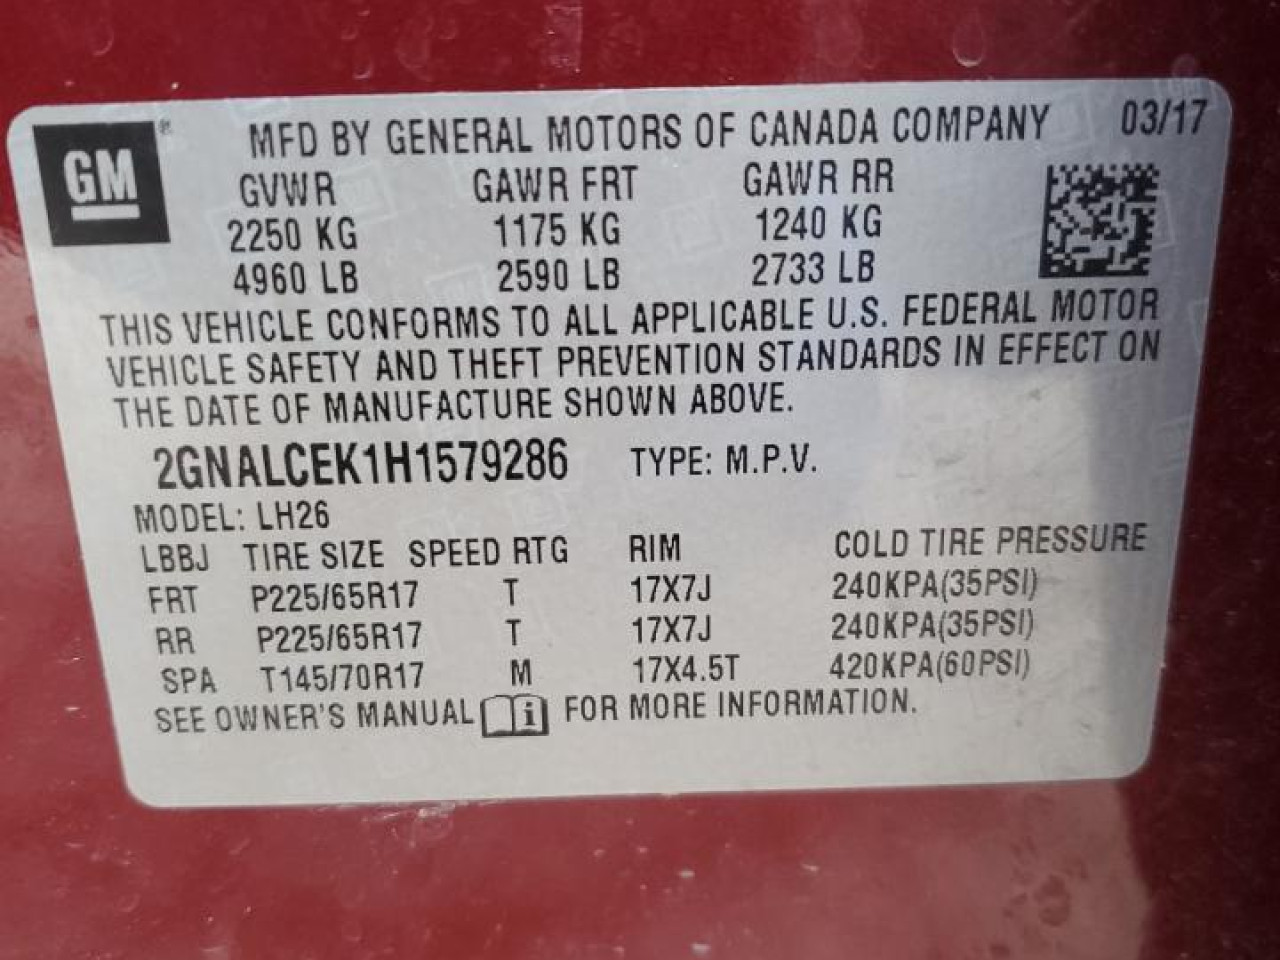 GM® MFD BY GENERAL MOTORS OF CANADA COMPANY 03/17
GVWR GAWR FRT GAWR RR
2250 KG 1175 KG 1240 KG
4960 LB 2590 LB 2733 LB
THIS VEHICLE CONFORMS TO ALL APPLICABLE U.S. FEDERAL MOTOR
VEHICLE SAFETY AND THEFT PREVENTION STANDARDS IN EFFECT ON
THE DATE OF MANUFACTURE SHOWN ABOVE.
2GNALCEK1H1579286 TYPE: M.P.V.
MODEL: LH26
LBBJ TIRE SIZE SPEED RTG RIM COLD TIRE PRESSURE
FRT P225/65R17 T 17X7J 240KPA(35PSI)
RR P225/65R17 T 17X7J 240KPA(35PSI)
SPA T145/70R17 M 17X4.5T 420KPA(60PSI)
SEE OWNER'S MANUAL i FOR MORE INFORMATION.